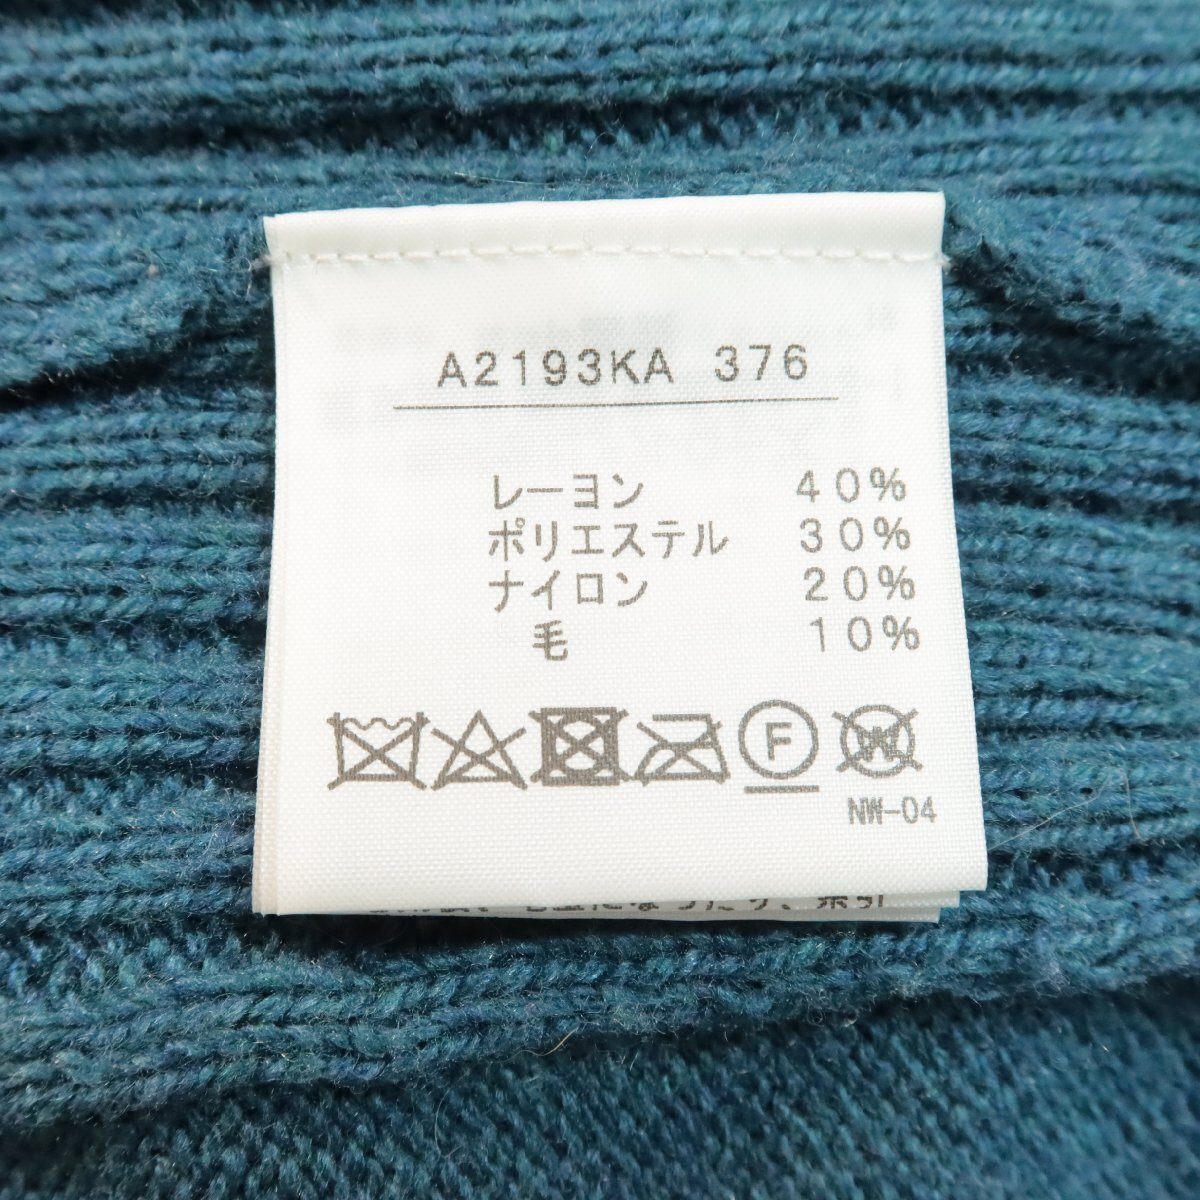 A2193KA 376
レーヨン 40%
ポリエステル 30%
ナイロン 20%
毛 10%
F W
NW-04